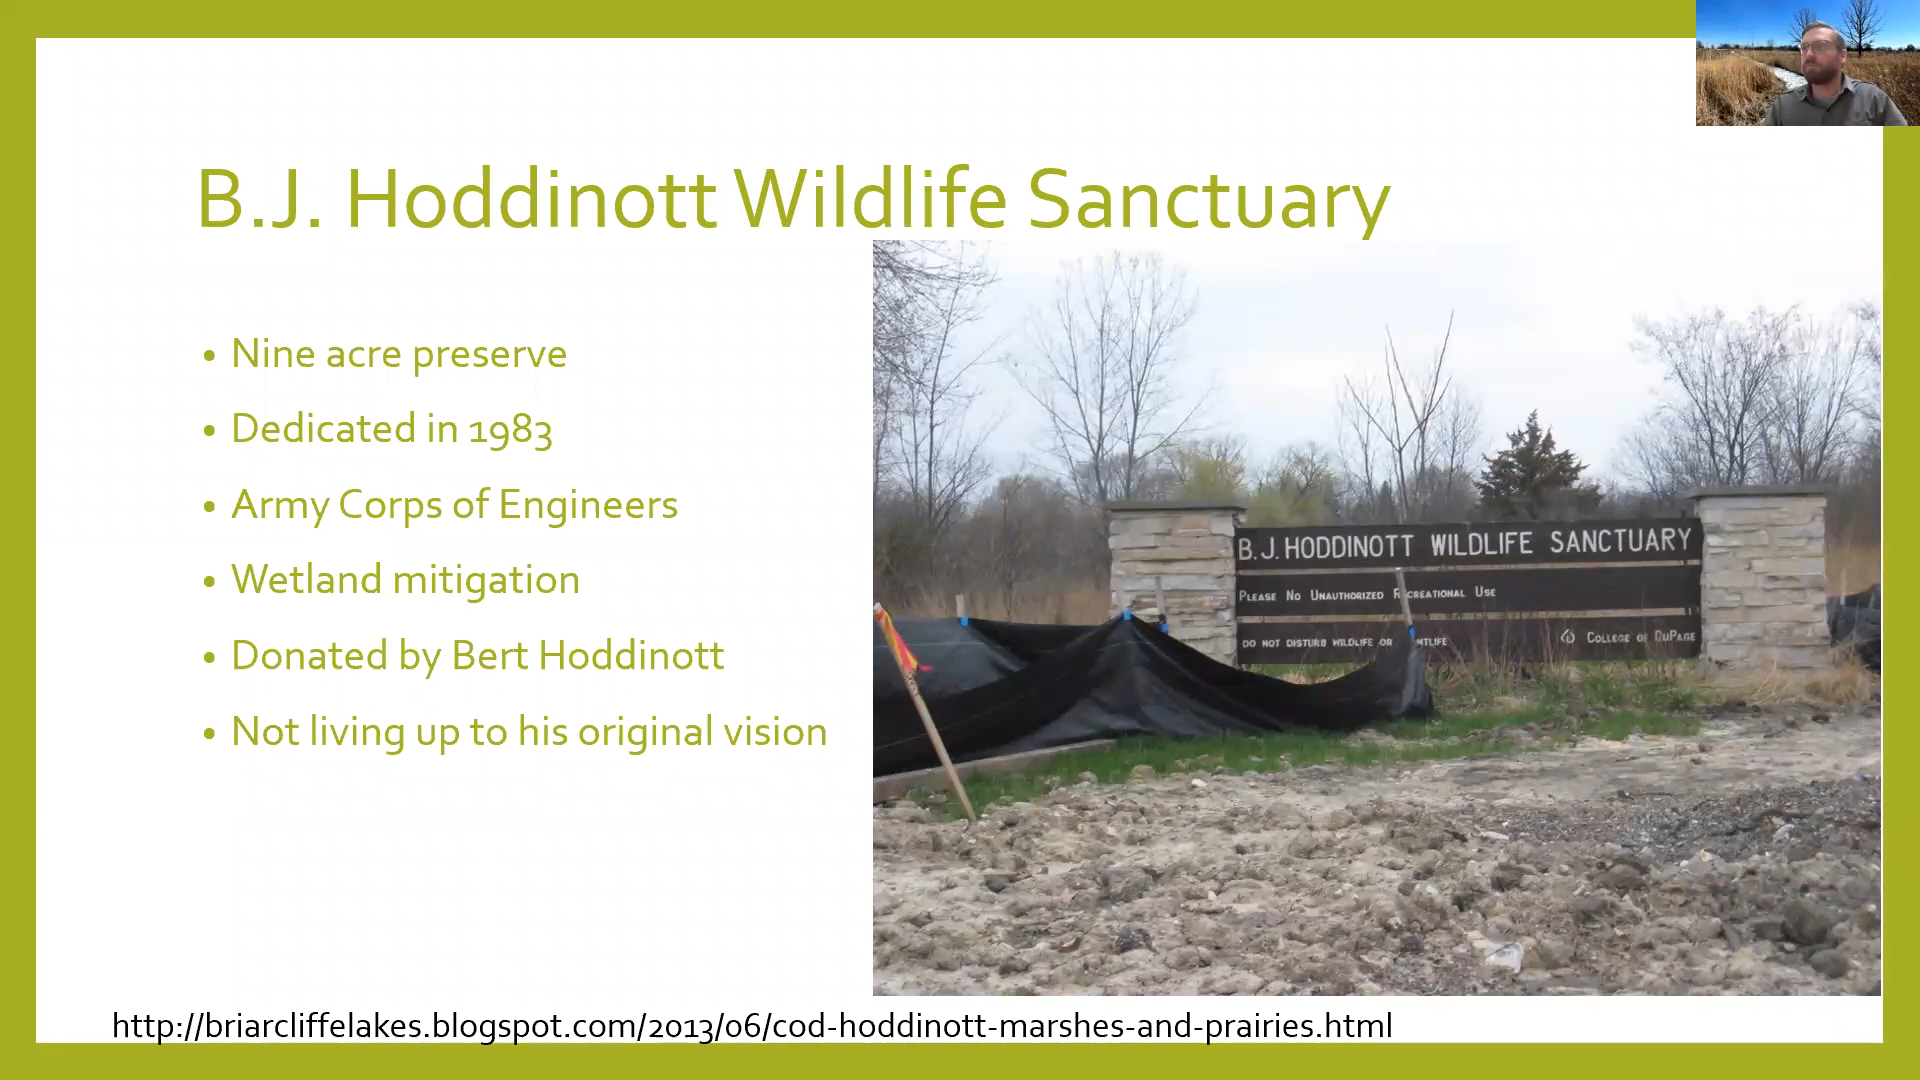 B.J. Hoddinott Wildlife Sanctuary
• Nine acre preserve
• Dedicated in 1983
• Army Corps of Engineers
• Wetland mitigation
• Donated by Bert Hoddinott
• Not living up to his original vision
B.J. HODDINOTT WILDLIFE SANCTUARY
PLEASE NO UNAUTHORIZED RECREATIONAL USE
DO NOT DISTURB WILDLIFE OR
COLLEGE OF DUPAGE
http://briarcliffelakes.blogspot.com/2013/06/cod-hoddinott-marshes-and-prairies.html